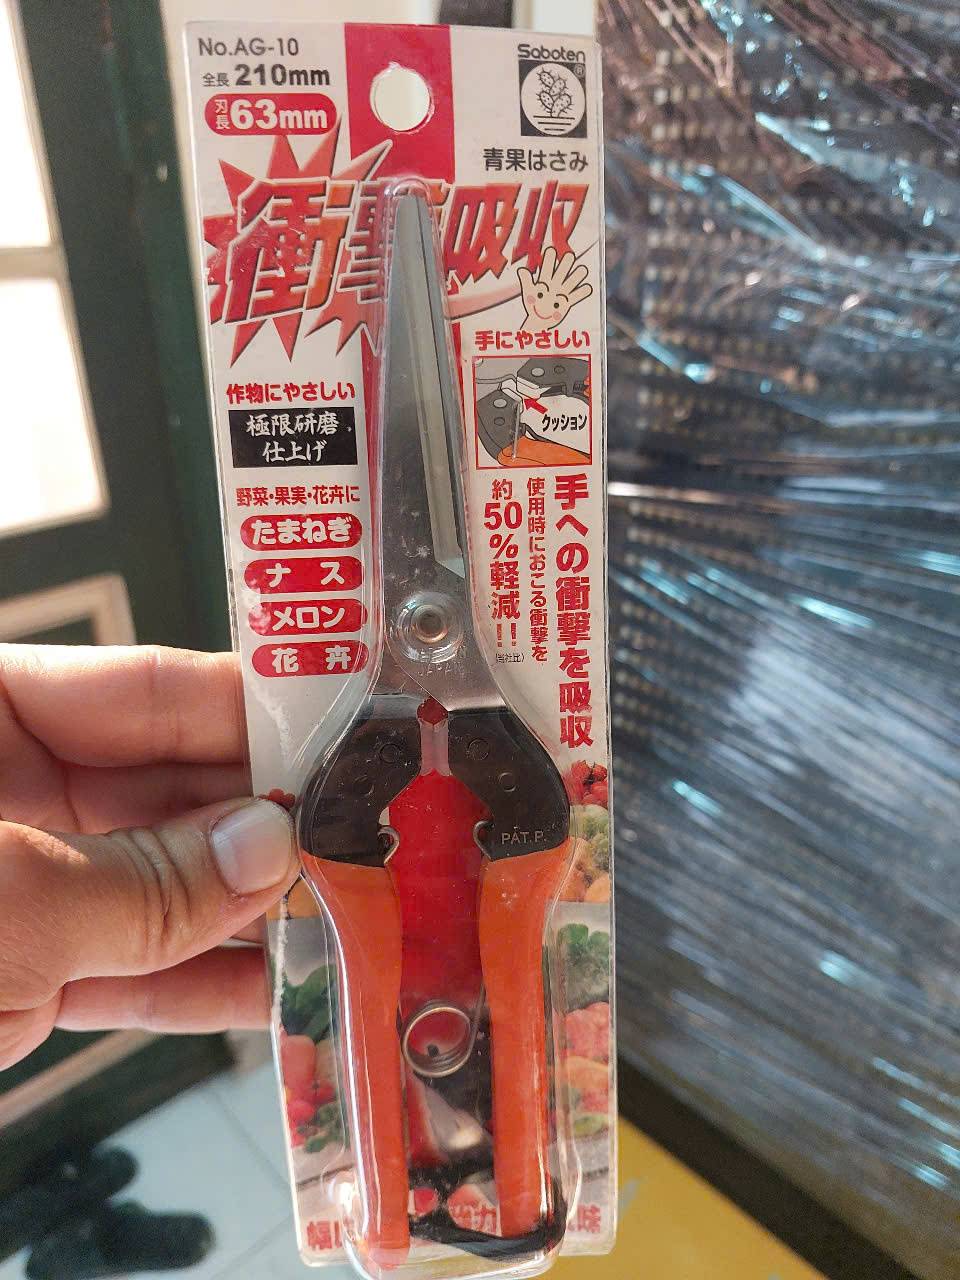 No.AG-10
全長 210mm
刃長 63mm
Saboten
®
青果はさみ
衝撃吸収
手にやさしい
クッション
作物にやさしい
極限研磨
仕上げ
野菜・果実・花卉に
たまねぎ
ナス
メロン
花卉
手への衝撃を吸収
使用時におこる衝撃を
約50%軽減!!
(当社比)
JAPAN
PAT.P.